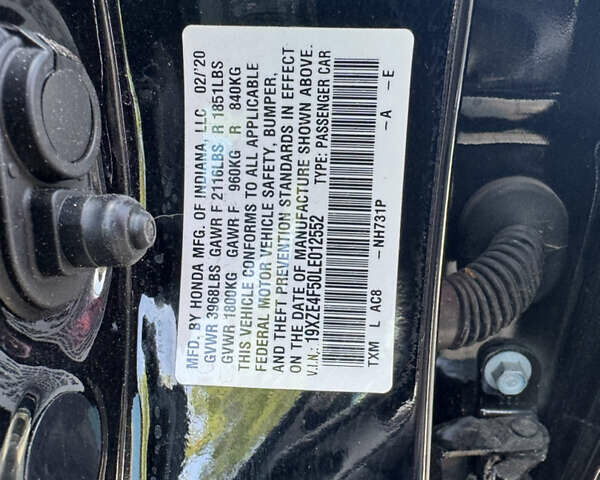 MFD. BY HONDA MFG. OF INDIANA, LLC 02/'20
GVWR 3968LBS GAWR F 2116LBS R 1851LBS
GVWR 1800KG GAWR F 960KG R 840KG
THIS VEHICLE CONFORMS TO ALL APPLICABLE
FEDERAL MOTOR VEHICLE SAFETY, BUMPER,
AND THEFT PREVENTION STANDARDS IN EFFECT
ON THE DATE OF MANUFACTURE SHOWN ABOVE.
V.I.N.: 19XZE4F50LE012552 TYPE: PASSENGER CAR
TXM L AC8 -NH731P -A -E